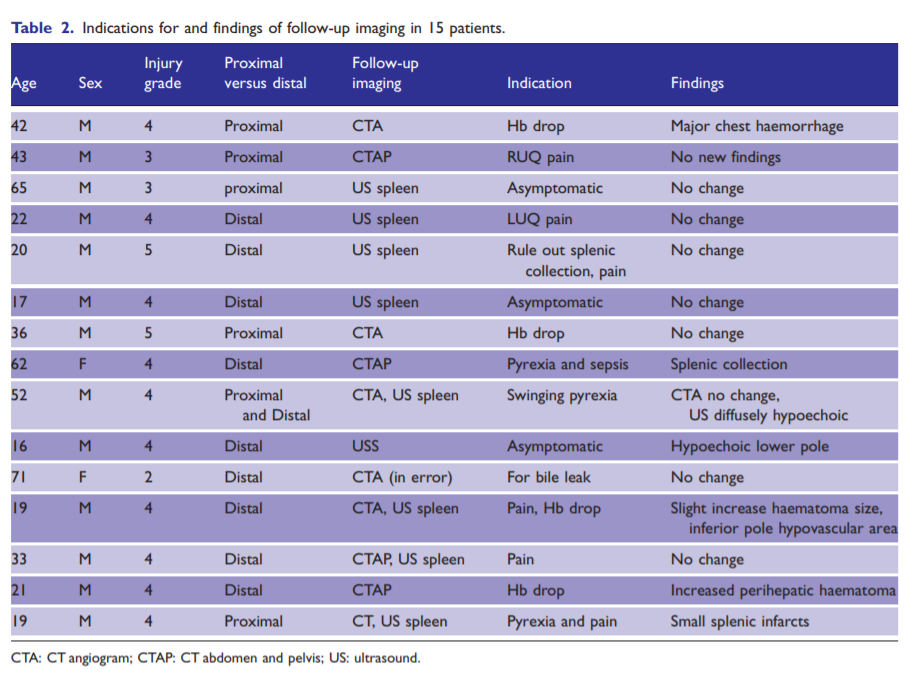 Table 2. Indications for and findings of follow-up imaging in 15 patients.
Age Sex Injury grade Proximal versus distal Follow-up imaging Indication Findings
42 M 4 Proximal CTA Hb drop Major chest haemorrhage
43 M 3 Proximal CTAP RUQ pain No new findings
65 M 3 proximal US spleen Asymptomatic No change
22 M 4 Distal US spleen LUQ pain No change
20 M 5 Distal US spleen Rule out splenic collection, pain No change
17 M 4 Distal US spleen Asymptomatic No change
36 M 5 Proximal CTA Hb drop No change
62 F 4 Distal CTAP Pyrexia and sepsis Splenic collection
52 M 4 Proximal and Distal CTA, US spleen Swinging pyrexia CTA no change, US diffusely hypoechoic
16 M 4 Distal USS Asymptomatic Hypoechoic lower pole
71 F 2 Distal CTA (in error) For bile leak No change
19 M 4 Distal CTA, US spleen Pain, Hb drop Slight increase haematoma size, inferior pole hypovascular area
33 M 4 Distal CTAP, US spleen Pain No change
21 M 4 Distal CTAP Hb drop Increased perihepatic haematoma
19 M 4 Proximal CT, US spleen Pyrexia and pain Small splenic infarcts
CTA: CT angiogram; CTAP: CT abdomen and pelvis; US: ultrasound.